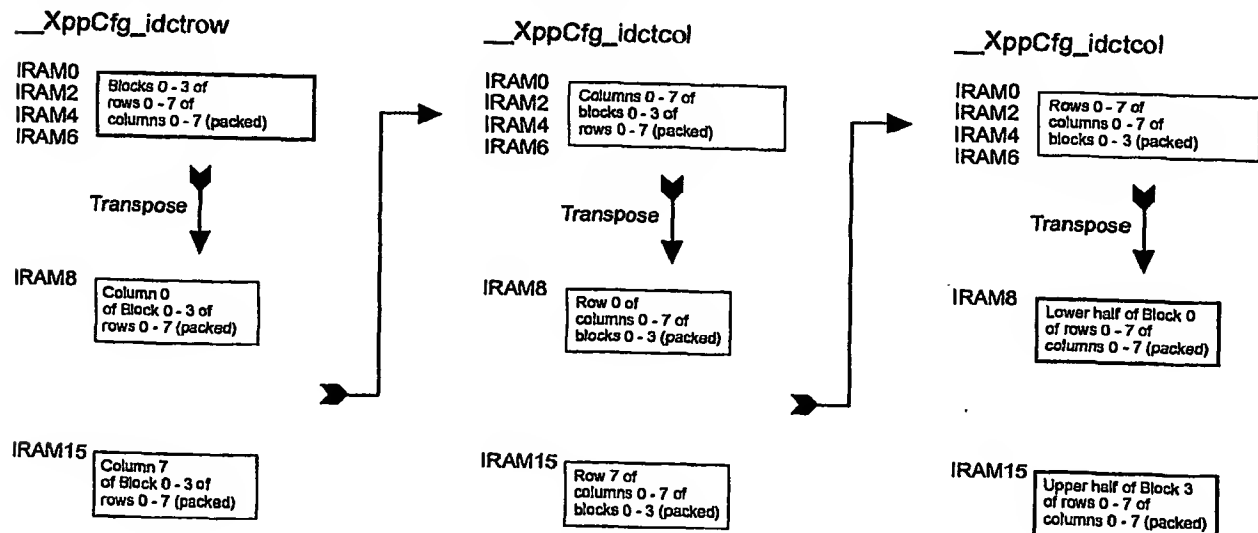 __XppCfg_idctrow
IRAM0
IRAM2
IRAM4
IRAM6
Blocks 0 - 3 of
rows 0 - 7 of
columns 0 - 7 (packed)
Transpose
IRAM8
Column 0
of Block 0 - 3 of
rows 0 - 7 (packed)
IRAM15
Column 7
of Block 0 - 3 of
rows 0 - 7 (packed)
__XppCfg_idctcol
IRAM0
IRAM2
IRAM4
IRAM6
Columns 0 - 7 of
blocks 0 - 3 of
rows 0 - 7 (packed)
Transpose
IRAM8
Row 0 of
columns 0 - 7 of
blocks 0 - 3 (packed)
IRAM15
Row 7 of
columns 0 - 7 of
blocks 0 - 3 (packed)
__XppCfg_idctcol
IRAM0
IRAM2
IRAM4
IRAM6
Rows 0 - 7 of
columns 0 - 7 of
blocks 0 - 3 (packed)
Transpose
IRAM8
Lower half of Block 0
of rows 0 - 7 of
columns 0 - 7 (packed)
IRAM15
Upper half of Block 3
of rows 0 - 7 of
columns 0 - 7 (packed)